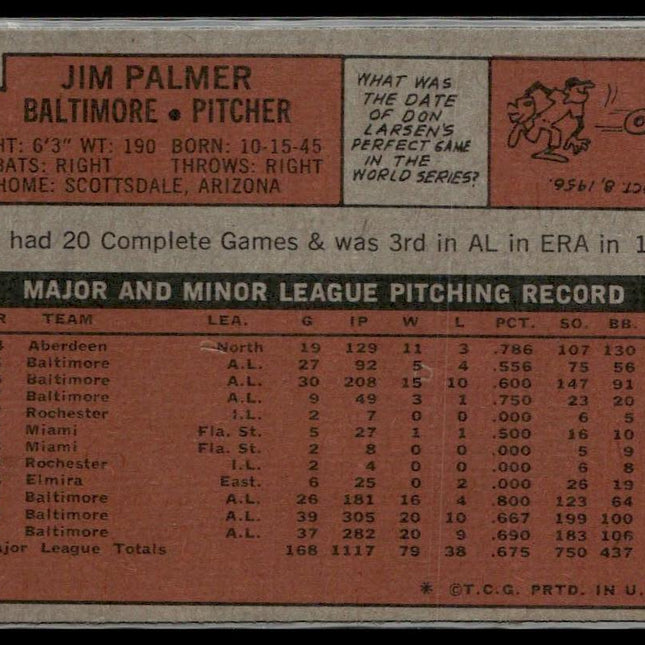 JIM PALMER
BALTIMORE • PITCHER
HT: 6'3" WT: 190 BORN: 10-15-45
BATS: RIGHT THROWS: RIGHT
HOME: SCOTTSDALE, ARIZONA
WHAT WAS
THE DATE
OF DON
LARSEN'S
PERFECT GAME
IN THE
WORLD SERIES?
OCT. 8, 1956.
had 20 Complete Games & was 3rd in AL in ERA in 1
MAJOR AND MINOR LEAGUE PITCHING RECORD
R TEAM LEA. G IP W L PCT. SO. BB.
4 Aberdeen North 19 129 11 3 .786 107 130
Baltimore A.L. 27 92 5 4 .556 75 56
Baltimore A.L. 30 208 15 10 .600 147 91
Baltimore A.L. 9 49 3 1 .750 23 20
Rochester I.L. 2 7 0 0 .000 6 5
Miami Fla. St. 5 27 1 1 .500 16 10
Miami Fla. St. 2 8 0 0 .000 5 9
Rochester I.L. 2 4 0 0 .000 6 8
Elmira East. 6 25 0 2 .000 26 19
Baltimore A.L. 26 181 16 4 .800 123 64
Baltimore A.L. 39 305 20 10 .667 199 100
Baltimore A.L. 37 282 20 9 .690 183 106
ajor League Totals 168 1117 79 38 .675 750 437
* ©T.C.G. PRTD. IN U.